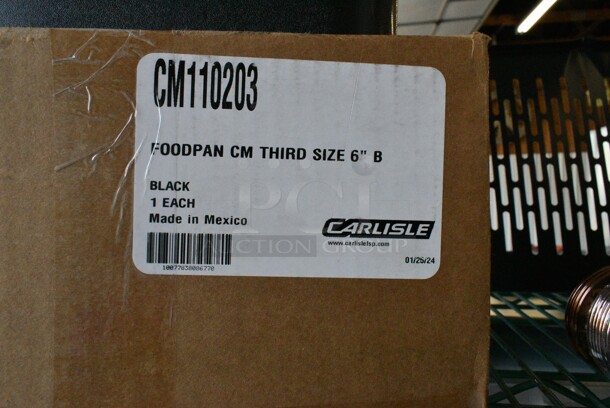 CM110203
FOODPAN CM THIRD SIZE 6" B
BLACK
1 EACH
Made in Mexico
CARLISLE
www.carlislefsp.com
01/25/24
PCI
AUCTION GROUP